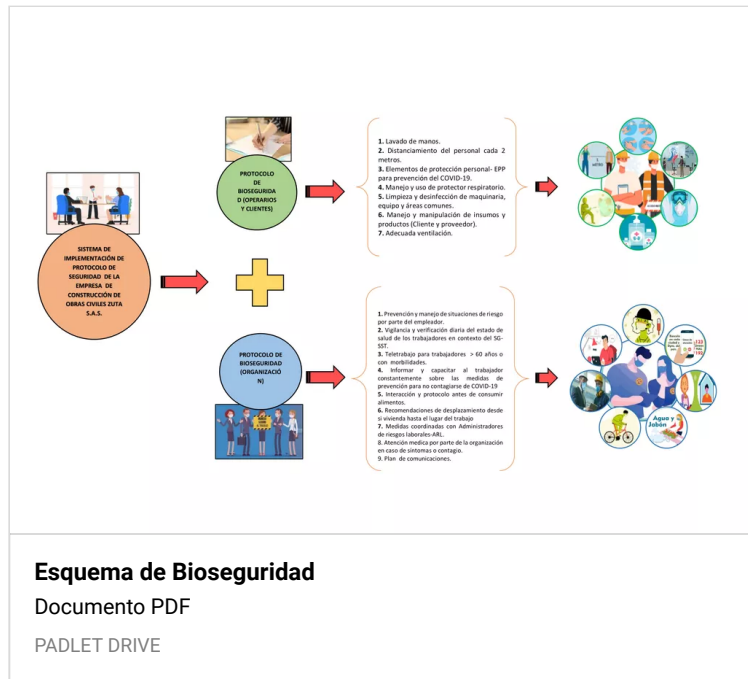 SISTEMA DE
IMPLEMENTACIÓN DE
PROTOCOLO DE
SEGURIDAD DE LA
EMPRESA DE
CONSTRUCCIÓN DE
OBRAS CIVILES ZUTA
S.A.S.
PROTOCOLO
DE
BIOSEGURIDA
D (OPERARIOS
Y CLIENTES)
1. Lavado de manos.
2. Distanciamiento del personal cada 2
metros.
3. Elementos de protección personal- EPP
para prevención del COVID-19.
4. Manejo y uso de protector respiratorio.
5. Limpieza y desinfección de maquinaria,
equipo y áreas comunes.
6. Manejo y manipulación de insumos y
productos (Cliente y proveedor).
7. Adecuada ventilación.
PROTOCOLO DE
BIOSEGURIDAD
(ORGANIZACIÓ
N)
1. Prevención y manejo de situaciones de riesgo
por parte del empleador.
2. Vigilancia y verificación diaria del estado de
salud de los trabajadores en contexto del SG-
SST.
3. Teletrabajo para trabajadores > 60 años o
con morbilidades.
4. Informar y capacitar al trabajador
constantemente sobre las medidas de
prevención para no contagiarse de COVID-19
5. Interacción y protocolo antes de consumir
alimentos.
6. Recomendaciones de desplazamiento desde
si vivienda hasta el lugar del trabajo
7. Medidas coordinadas con Administradores
de riesgos laborales-ARL.
8. Atención medica por parte de la organización
en caso de síntomas o contagio.
9. Plan de comunicaciones.
Agua y
Jabón
Esquema de Bioseguridad
Documento PDF
PADLET DRIVE